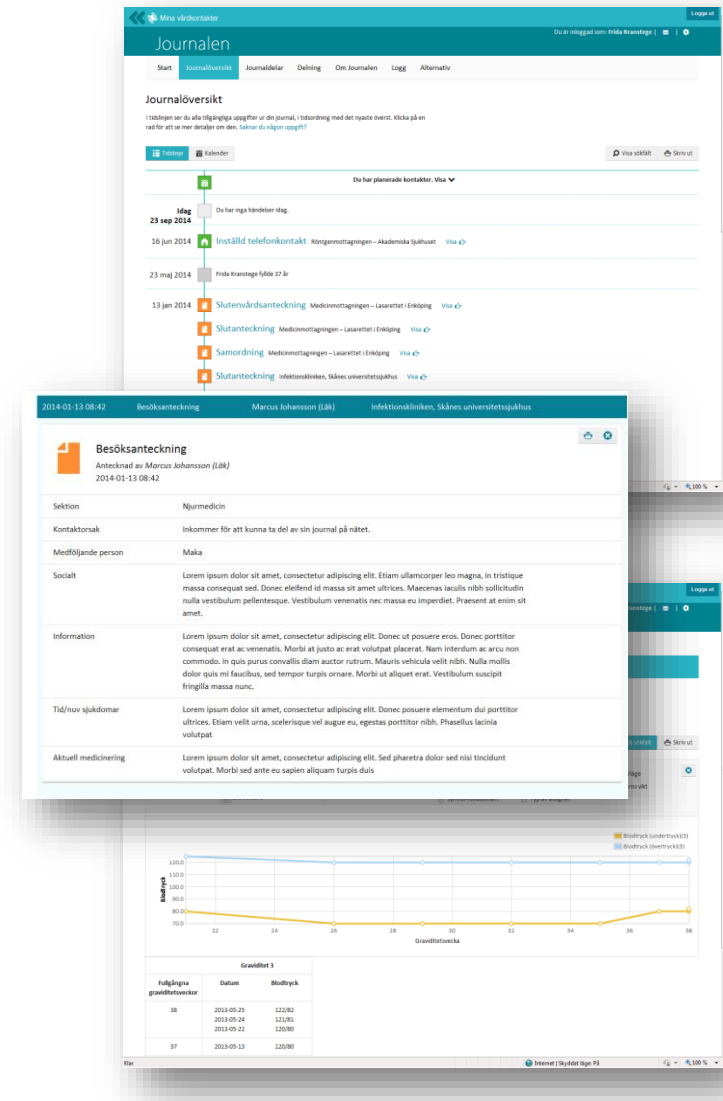 Mina vårdkontakter
Logga ut
Du är inloggad som: Frida Kranstege |
Journalen
Start Journalöversikt Journaldelar Delning Om Journalen Logg Alternativ
Journalöversikt
I tidslinjen ser du alla tillgängliga uppgifter ur din journal, i tidsordning med det nyaste överst. Klicka på en
rad för att se mer detaljer om den. Saknar du någon uppgift?
Tidslinje Kalender Visa sökfält Skriv ut
Du har planerade kontakter. Visa
Idag
23 sep 2014
Du har inga händelser idag.
16 jun 2014 Inställd telefonkontakt Röntgenmottagningen – Akademiska Sjukhuset Visa
23 maj 2014 Frida Kranstege fyllde 37 år
13 jan 2014 Slutenvårdsanteckning Medicinmottagningen – Lasarettet i Enköping Visa
Slutanteckning Medicinmottagningen – Lasarettet i Enköping Visa
Samordning Medicinmottagningen – Lasarettet i Enköping Visa
Slutanteckning Infektionskliniken, Skånes universitetssjukhus Visa
2014-01-13 08:42 Besöksanteckning Marcus Johansson (Läk) Infektionskliniken, Skånes universitetssjukhus
Besöksanteckning
Antecknad av Marcus Johansson (Läk)
2014-01-13 08:42
Sektion Njurmedicin
Kontaktorsak Inkommer för att kunna ta del av sin journal på nätet.
Medföljande person Maka
Socialt Lorem ipsum dolor sit amet, consectetur adipiscing elit. Etiam ullamcorper leo magna, in tristique
massa consequat sed. Donec eleifend id massa sit amet ultrices. Maecenas iaculis nibh sollicitudin
nulla vestibulum pellentesque. Vestibulum venenatis nec massa eu imperdiet. Praesent at enim sit
amet.
Information Lorem ipsum dolor sit amet, consectetur adipiscing elit. Donec ut posuere eros. Donec porttitor
consequat erat ac venenatis. Morbi at justo ac erat volutpat placerat. Nam interdum ac arcu non
commodo. In quis purus convallis diam auctor rutrum. Mauris vehicula velit nibh. Nulla mollis
dolor quis mi faucibus, sed tempor turpis ornare. Morbi ut aliquet erat. Vestibulum suscipit
fringilla massa nunc.
Tid/nuv sjukdomar Lorem ipsum dolor sit amet, consectetur adipiscing elit. Donec posuere elementum dui porttitor
ultrices. Etiam velit urna, scelerisque vel augue eu, egestas porttitor nibh. Phasellus lacinia
volutpat
Aktuell medicinering Lorem ipsum dolor sit amet, consectetur adipiscing elit. Sed pharetra dolor sed nisi tincidunt
volutpat. Morbi sed ante eu sapien aliquam turpis duis
100 %
Logga ut
Skriv ut
vikt
Blodtryck (undertryck)(3)
Blodtryck (övertryck)(3)
Blodtryck
120.0
110.0
100.0
90.0
80.0
70.0
22 24 26 28 30 32 34 36 38
Graviditetsvecka
Graviditet 3
Fullgångna
graviditetsveckor
Datum Blodtryck
38 2013-05-25 122/82
2013-05-24 121/81
2013-05-22 120/80
37 2013-05-13 120/80
Klar Internet | Skyddat läge: På 100 %